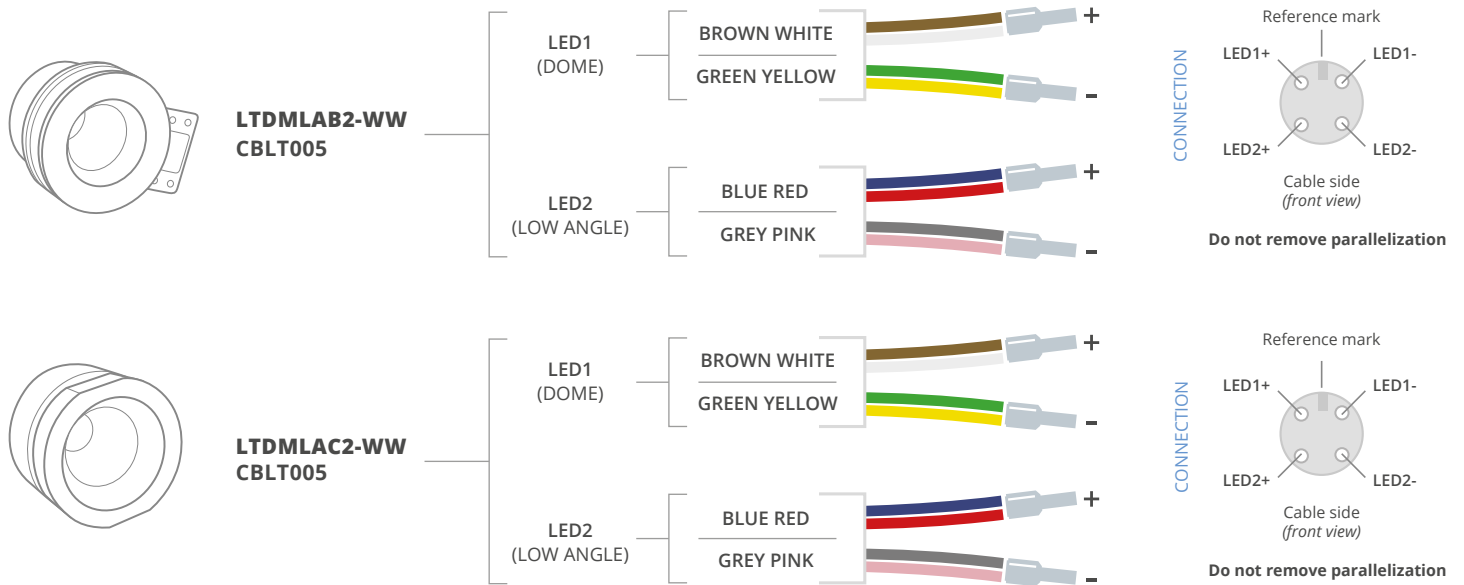 LTDMLAB2-WW
CBLT005
LED1
(DOME)
BROWN WHITE
GREEN YELLOW
+
-
LED2
(LOW ANGLE)
BLUE RED
GREY PINK
+
-
CONNECTION
Reference mark
LED1+
LED1-
LED2+
LED2-
Cable side
(front view)
Do not remove parallelization
LTDMLAC2-WW
CBLT005
LED1
(DOME)
BROWN WHITE
GREEN YELLOW
+
-
LED2
(LOW ANGLE)
BLUE RED
GREY PINK
+
-
CONNECTION
Reference mark
LED1+
LED1-
LED2+
LED2-
Cable side
(front view)
Do not remove parallelization